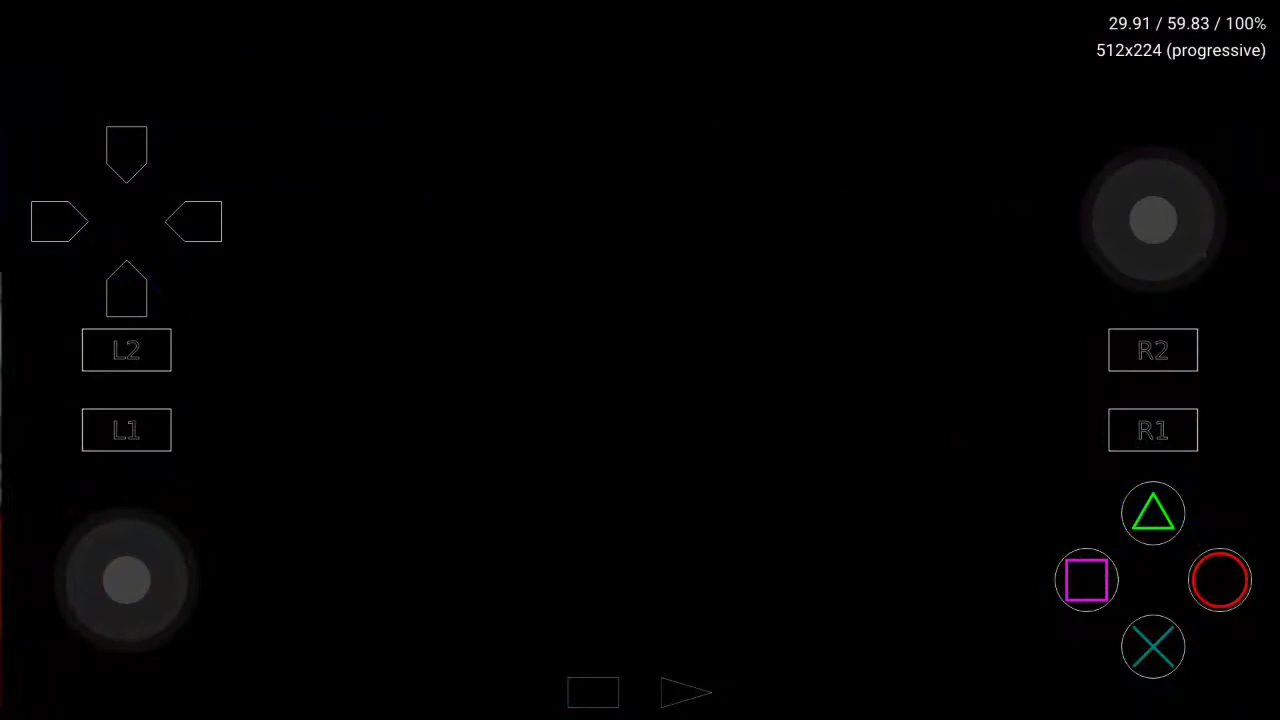 29.91 / 59.83 / 100%
512x224 (progressive)
L2
R2
L1
R1